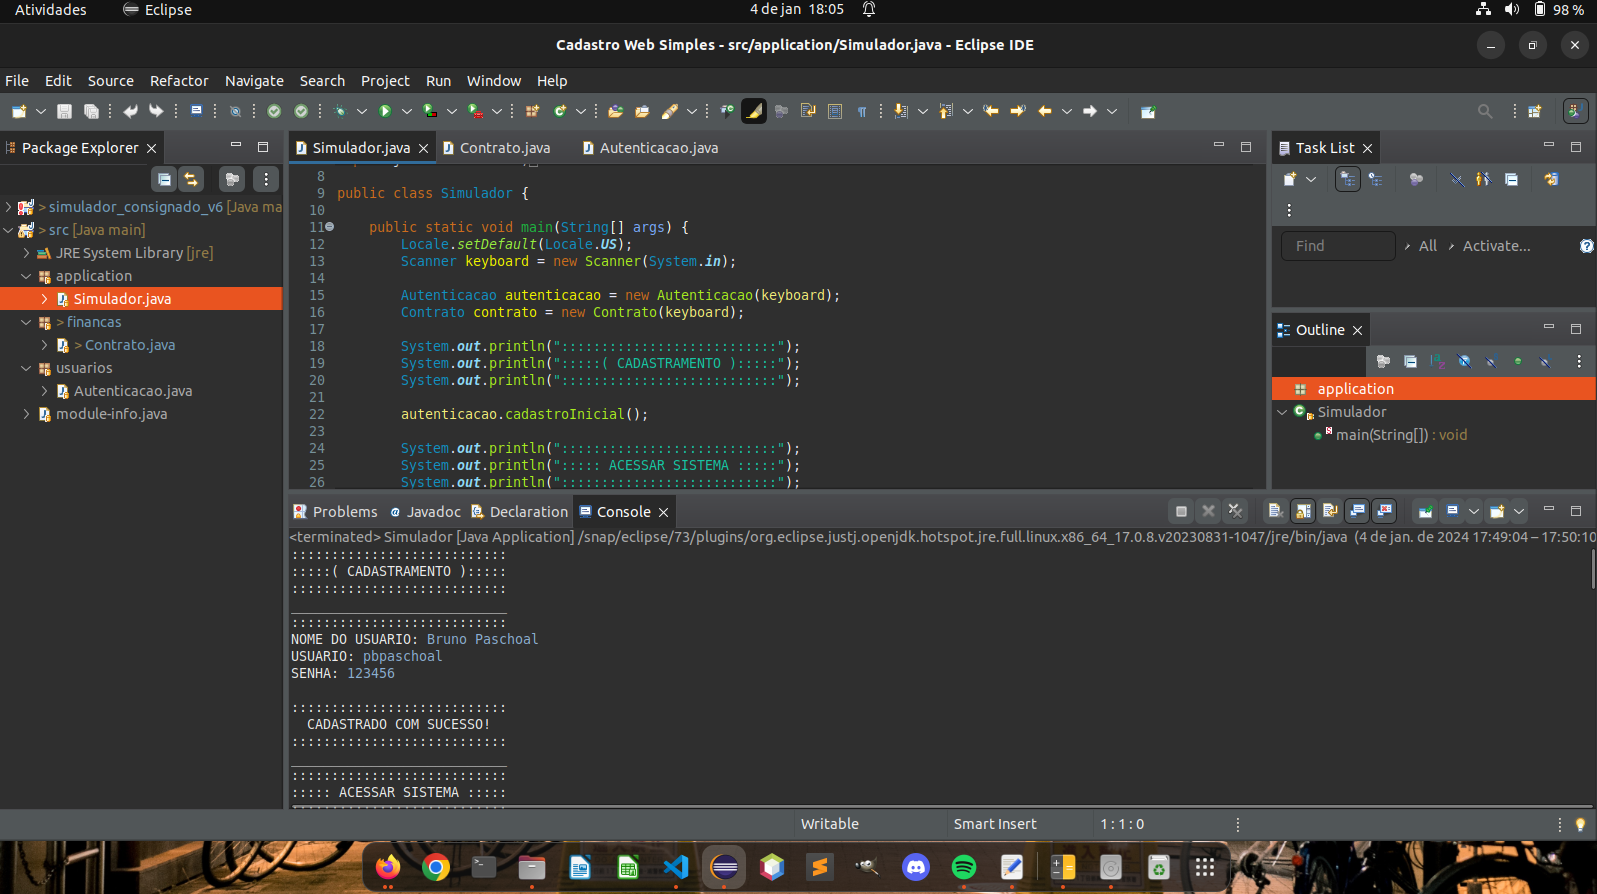 Atividades
Eclipse
4 de jan 18:05
98 %
Cadastro Web Simples - src/application/Simulador.java - Eclipse IDE
File Edit Source Refactor Navigate Search Project Run Window Help
Package Explorer
> simulador_consignado_v6 [Java ma
> src [Java main]
JRE System Library [jre]
application
Simulador.java
> financas
> Contrato.java
usuarios
Autenticacao.java
module-info.java
Simulador.java
Contrato.java
Autenticacao.java
8
9 public class Simulador {
10
11 public static void main(String[] args) {
12 Locale.setDefault(Locale.US);
13 Scanner keyboard = new Scanner(System.in);
14
15 Autenticacao autenticacao = new Autenticacao(keyboard);
16 Contrato contrato = new Contrato(keyboard);
17
18 System.out.println(":::::::::::::::::::::::::::");
19 System.out.println(":::::( CADASTRAMENTO ):::::");
20 System.out.println(":::::::::::::::::::::::::::");
21
22 autenticacao.cadastroInicial();
23
24 System.out.println(":::::::::::::::::::::::::::");
25 System.out.println("::::: ACESSAR SISTEMA :::::");
26 System.out.println(":::::::::::::::::::::::::::");
Problems
Javadoc
Declaration
Console
<terminated> Simulador [Java Application] /snap/eclipse/73/plugins/org.eclipse.justj.openjdk.hotspot.jre.full.linux.x86_64_17.0.8.v20230831-1047/jre/bin/java (4 de jan. de 2024 17:49:04 – 17:50:10
:::::::::::::::::::::::::::
:::::( CADASTRAMENTO ):::::
:::::::::::::::::::::::::::
___________________________
:::::::::::::::::::::::::::
NOME DO USUARIO: Bruno Paschoal
USUARIO: pbpaschoal
SENHA: 123456
:::::::::::::::::::::::::::
CADASTRADO COM SUCESSO!
:::::::::::::::::::::::::::
___________________________
:::::::::::::::::::::::::::
::::: ACESSAR SISTEMA :::::
Task List
Find
All
Activate...
Outline
application
Simulador
main(String[]) : void
Writable
Smart Insert
1 : 1 : 0